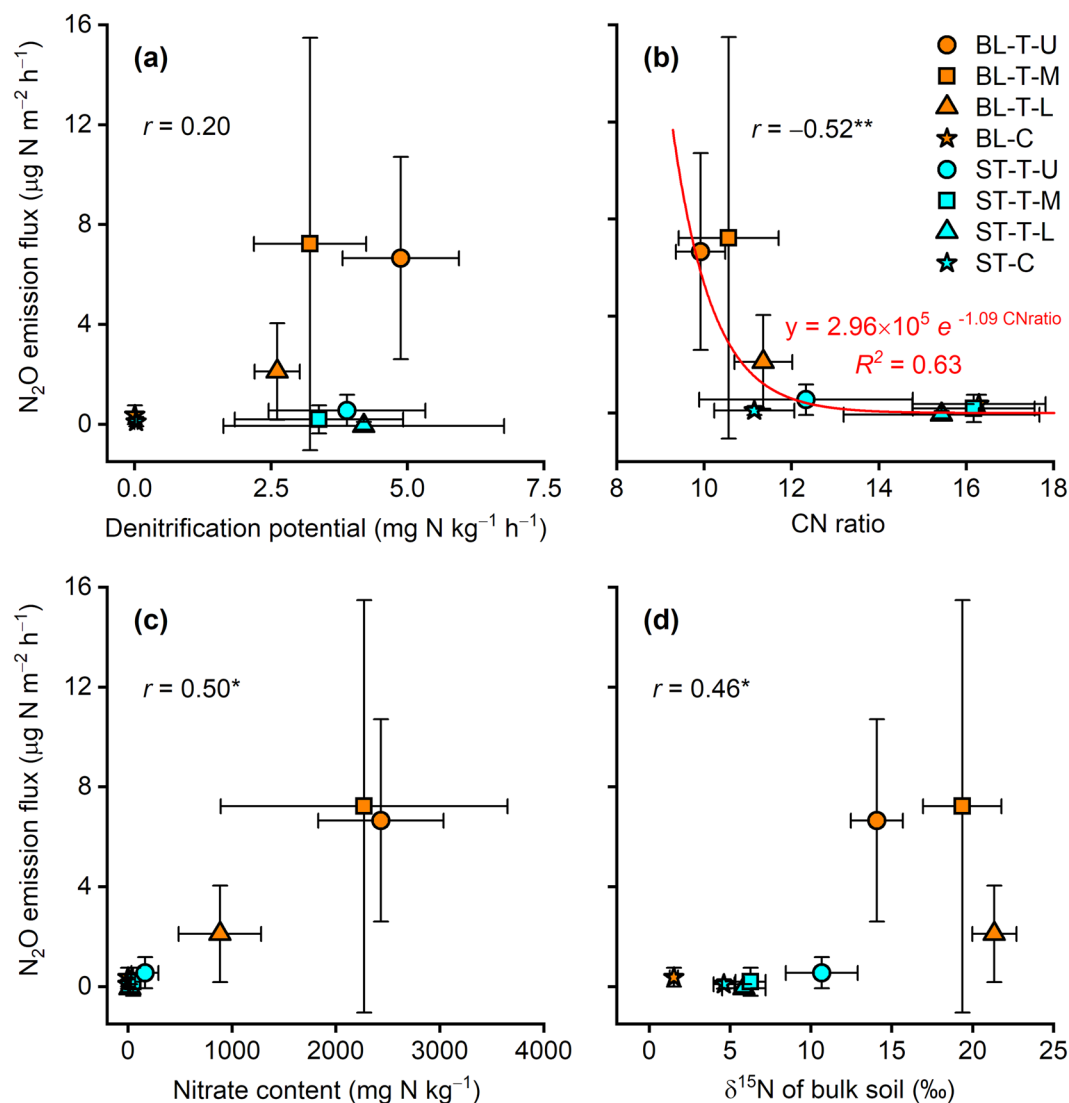 16
12
8
4
0
N₂O emission flux (μg N m⁻² h⁻¹)
(a)
r = 0.20
0.0 2.5 5.0 7.5
Denitrification potential (mg N kg⁻¹ h⁻¹)
(b)
r = −0.52**
BL-T-U
BL-T-M
BL-T-L
BL-C
ST-T-U
ST-T-M
ST-T-L
ST-C
y = 2.96×10⁵ e ⁻¹·⁰⁹ ᶜᴺʳᵃᵗⁱᵒ
R² = 0.63
8 10 12 14 16 18
CN ratio
16
12
8
4
0
N₂O emission flux (μg N m⁻² h⁻¹)
(c)
r = 0.50*
0 1000 2000 3000 4000
Nitrate content (mg N kg⁻¹)
(d)
r = 0.46*
0 5 10 15 20 25
δ¹⁵N of bulk soil (‰)